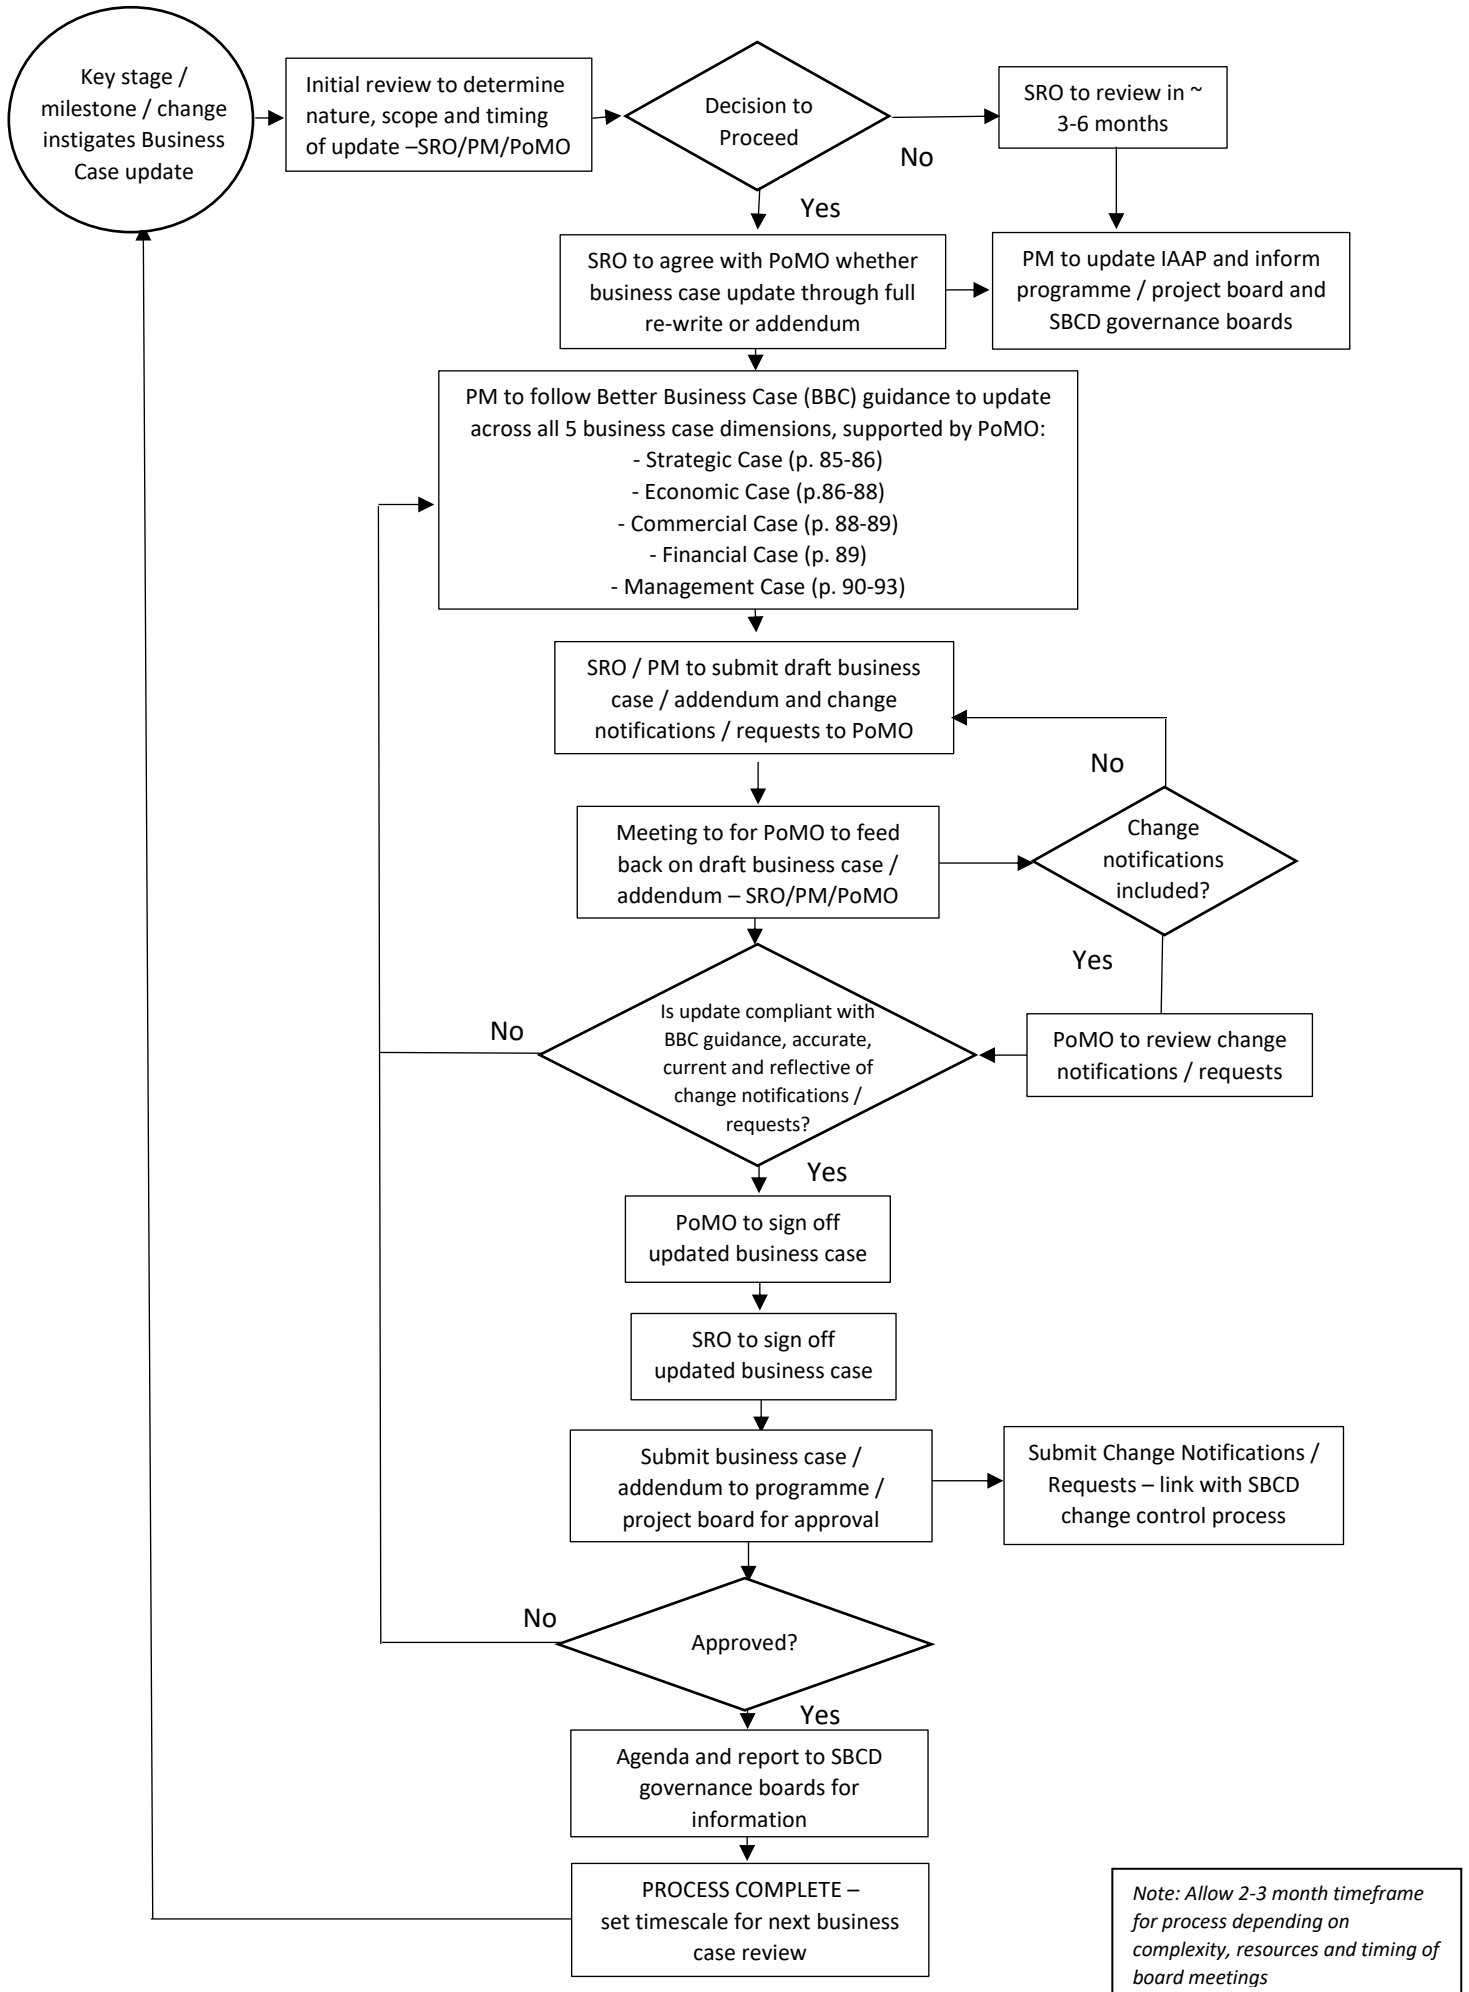 Key stage /
milestone / change
instigates Business
Case update
Initial review to determine
nature, scope and timing
of update –SRO/PM/PoMO
Decision to
Proceed
No
SRO to review in ~
3-6 months
Yes
SRO to agree with PoMO whether
business case update through full
re-write or addendum
PM to update IAAP and inform
programme / project board and
SBCD governance boards
PM to follow Better Business Case (BBC) guidance to update
across all 5 business case dimensions, supported by PoMO:
- Strategic Case (p. 85-86)
- Economic Case (p.86-88)
- Commercial Case (p. 88-89)
- Financial Case (p. 89)
- Management Case (p. 90-93)
SRO / PM to submit draft business
case / addendum and change
notifications / requests to PoMO
No
Meeting to for PoMO to feed
back on draft business case /
addendum – SRO/PM/PoMO
Change
notifications
included?
Yes
No
Is update compliant with
BBC guidance, accurate,
current and reflective of
change notifications /
requests?
PoMO to review change
notifications / requests
Yes
PoMO to sign off
updated business case
SRO to sign off
updated business case
Submit business case /
addendum to programme /
project board for approval
Submit Change Notifications /
Requests – link with SBCD
change control process
No
Approved?
Yes
Agenda and report to SBCD
governance boards for
information
PROCESS COMPLETE –
set timescale for next business
case review
Note: Allow 2-3 month timeframe
for process depending on
complexity, resources and timing of
board meetings